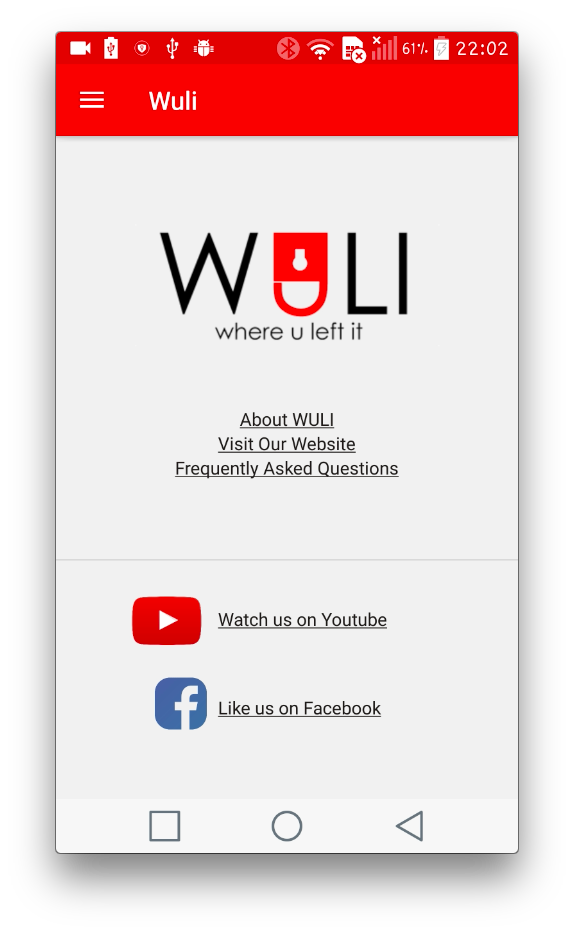 61% 22:02
Wuli
WULI
where u left it
About WULI
Visit Our Website
Frequently Asked Questions
Watch us on Youtube
Like us on Facebook